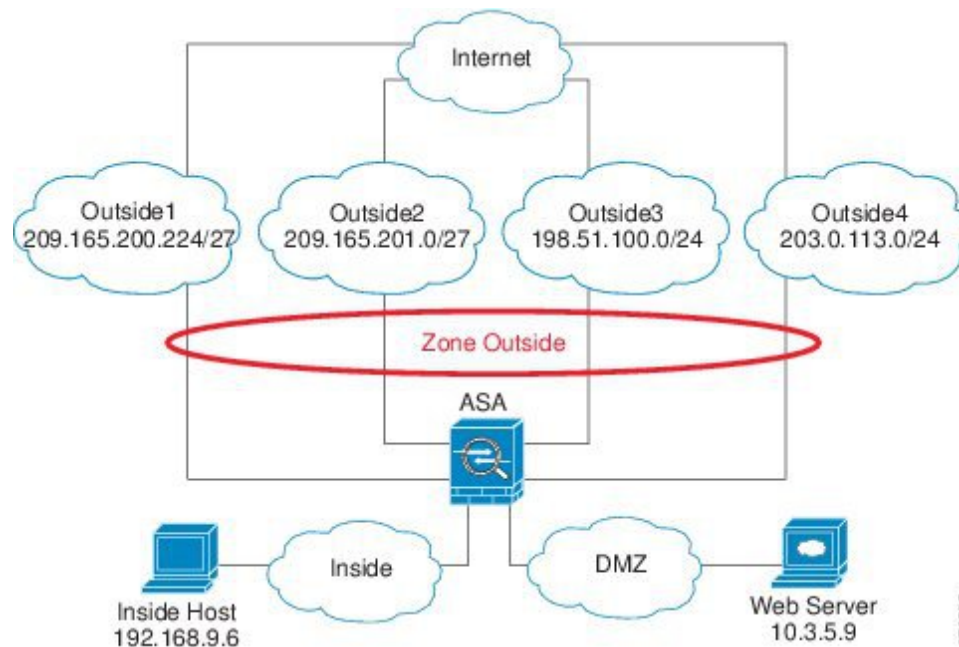 Internet
Outside1
209.165.200.224/27
Outside2
209.165.201.0/27
Outside3
198.51.100.0/24
Outside4
203.0.113.0/24
Zone Outside
ASA
Inside
DMZ
Inside Host
192.168.9.6
Web Server
10.3.5.9